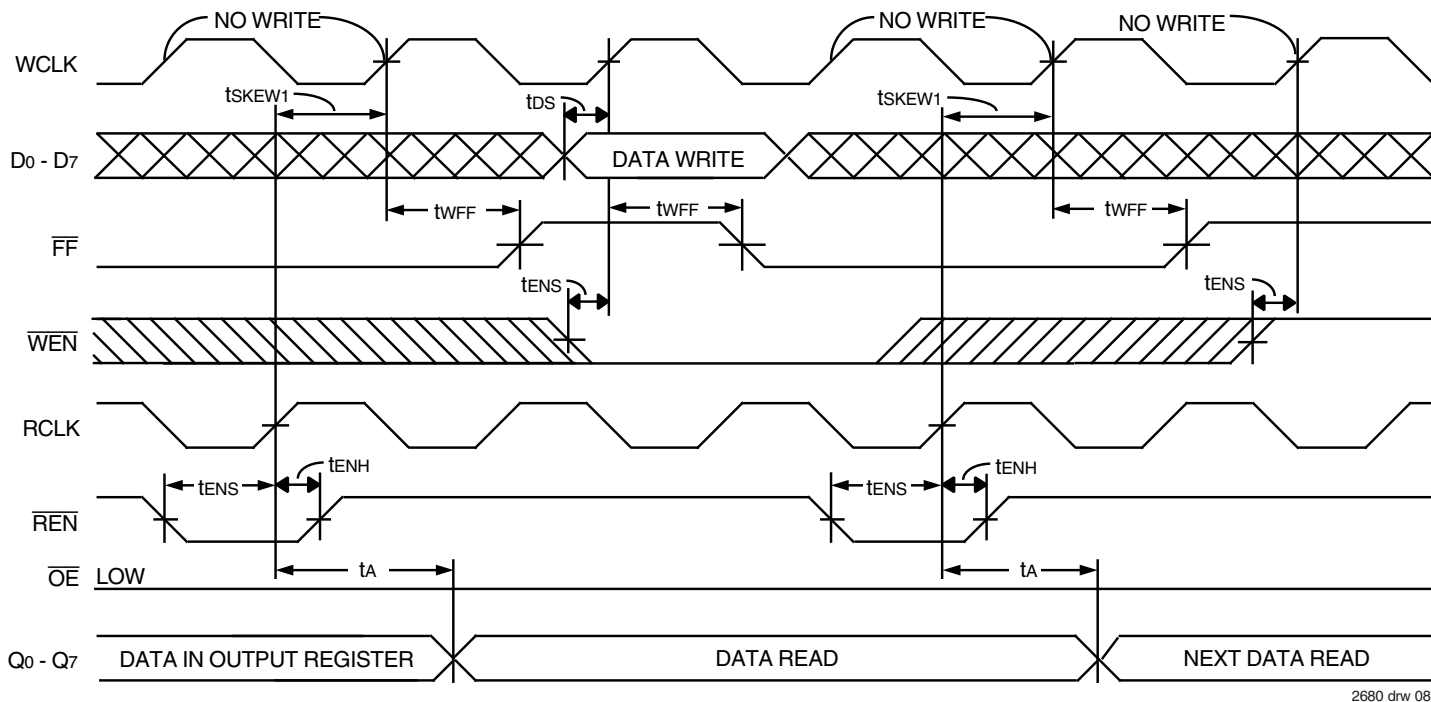 NO WRITE NO WRITE NO WRITE
WCLK
tSKEW1 tDS tSKEW1
D0 - D7 DATA WRITE
tWFF tWFF tWFF
FF
tENS tENS
WEN
RCLK
tENS tENH tENS tENH
REN
tA tA
OE LOW
Q0 - Q7 DATA IN OUTPUT REGISTER DATA READ NEXT DATA READ
2680 drw 08